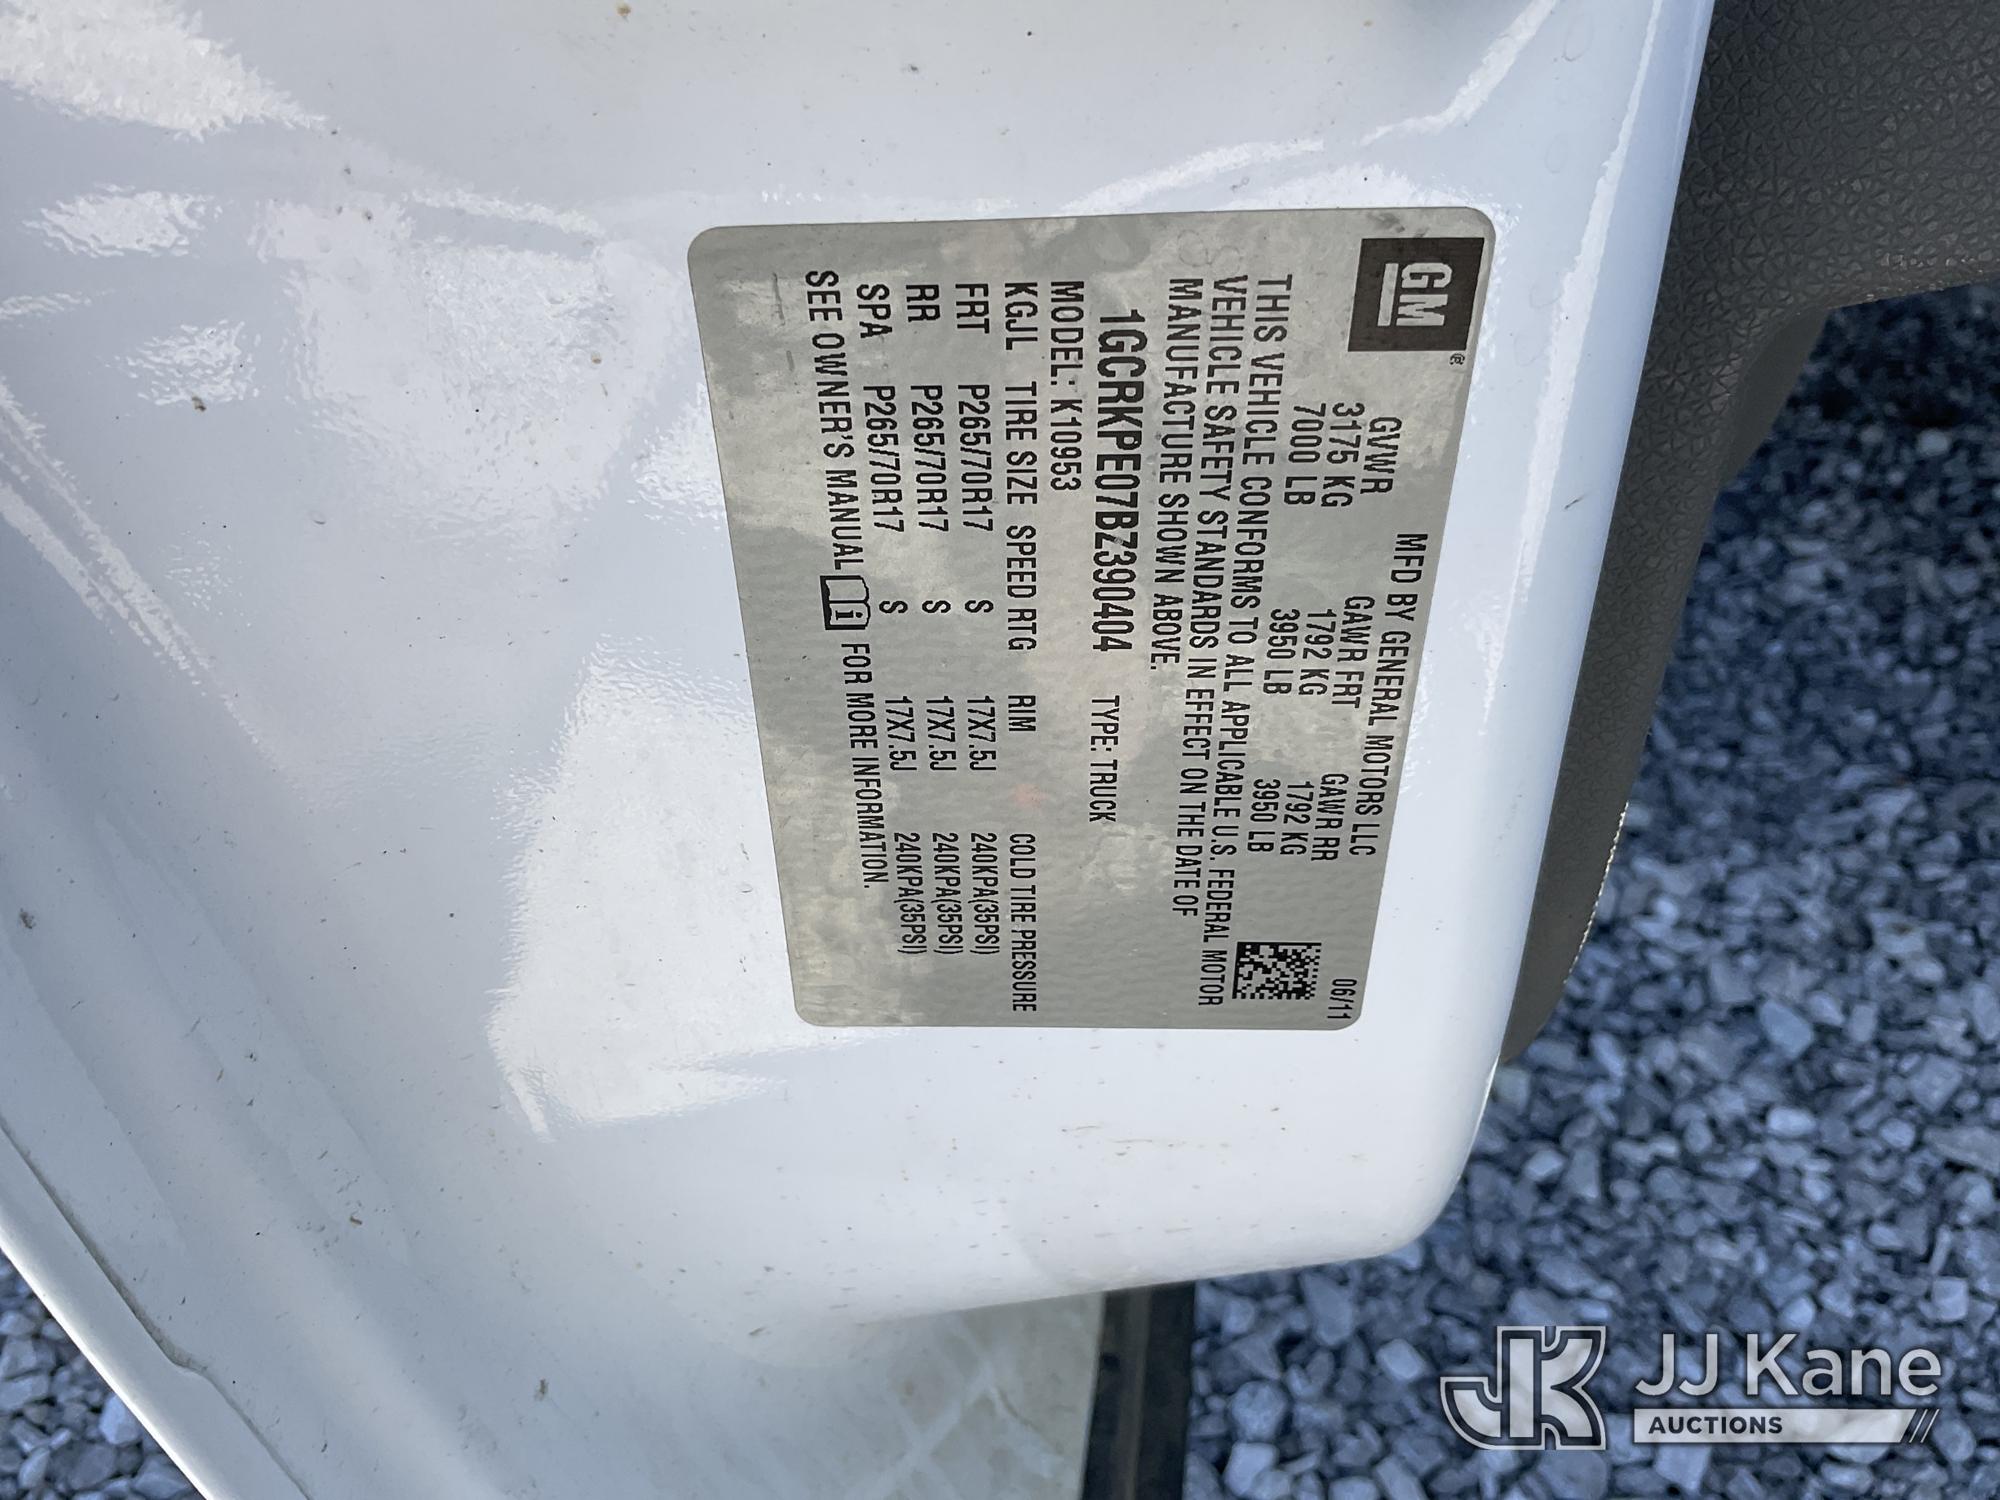 GM®
MFD BY GENERAL MOTORS LLC 06/11
GVWR GAWR FRT GAWR RR
3175 KG 1792 KG 1792 KG
7000 LB 3950 LB 3950 LB
THIS VEHICLE CONFORMS TO ALL APPLICABLE U.S. FEDERAL MOTOR
VEHICLE SAFETY STANDARDS IN EFFECT ON THE DATE OF
MANUFACTURE SHOWN ABOVE.
1GCRKPE07BZ390404 TYPE: TRUCK
MODEL: K10953
KGJL TIRE SIZE SPEED RTG RIM COLD TIRE PRESSURE
FRT P265/70R17 S 17X7.5J 240KPA(35PSI)
RR P265/70R17 S 17X7.5J 240KPA(35PSI)
SPA P265/70R17 S 17X7.5J 240KPA(35PSI)
SEE OWNER'S MANUAL i FOR MORE INFORMATION.
JK JJ Kane
AUCTIONS